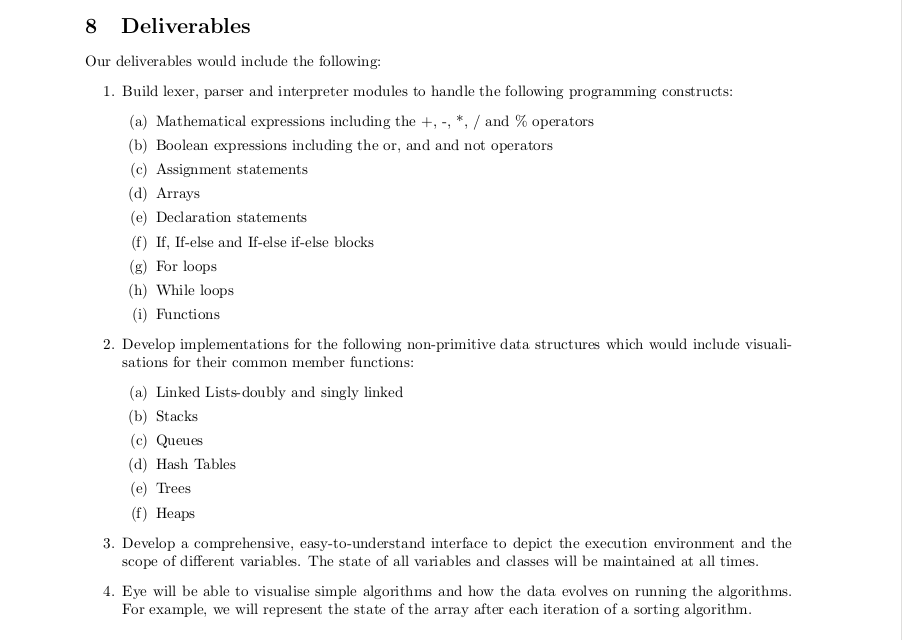 8 Deliverables
Our deliverables would include the following:
1. Build lexer, parser and interpreter modules to handle the following programming constructs:
(a) Mathematical expressions including the +, -, *, / and % operators
(b) Boolean expressions including the or, and and not operators
(c) Assignment statements
(d) Arrays
(e) Declaration statements
(f) If, If-else and If-else if-else blocks
(g) For loops
(h) While loops
(i) Functions
2. Develop implementations for the following non-primitive data structures which would include visuali-
sations for their common member functions:
(a) Linked Lists-doubly and singly linked
(b) Stacks
(c) Queues
(d) Hash Tables
(e) Trees
(f) Heaps
3. Develop a comprehensive, easy-to-understand interface to depict the execution environment and the
scope of different variables. The state of all variables and classes will be maintained at all times.
4. Eye will be able to visualise simple algorithms and how the data evolves on running the algorithms.
For example, we will represent the state of the array after each iteration of a sorting algorithm.